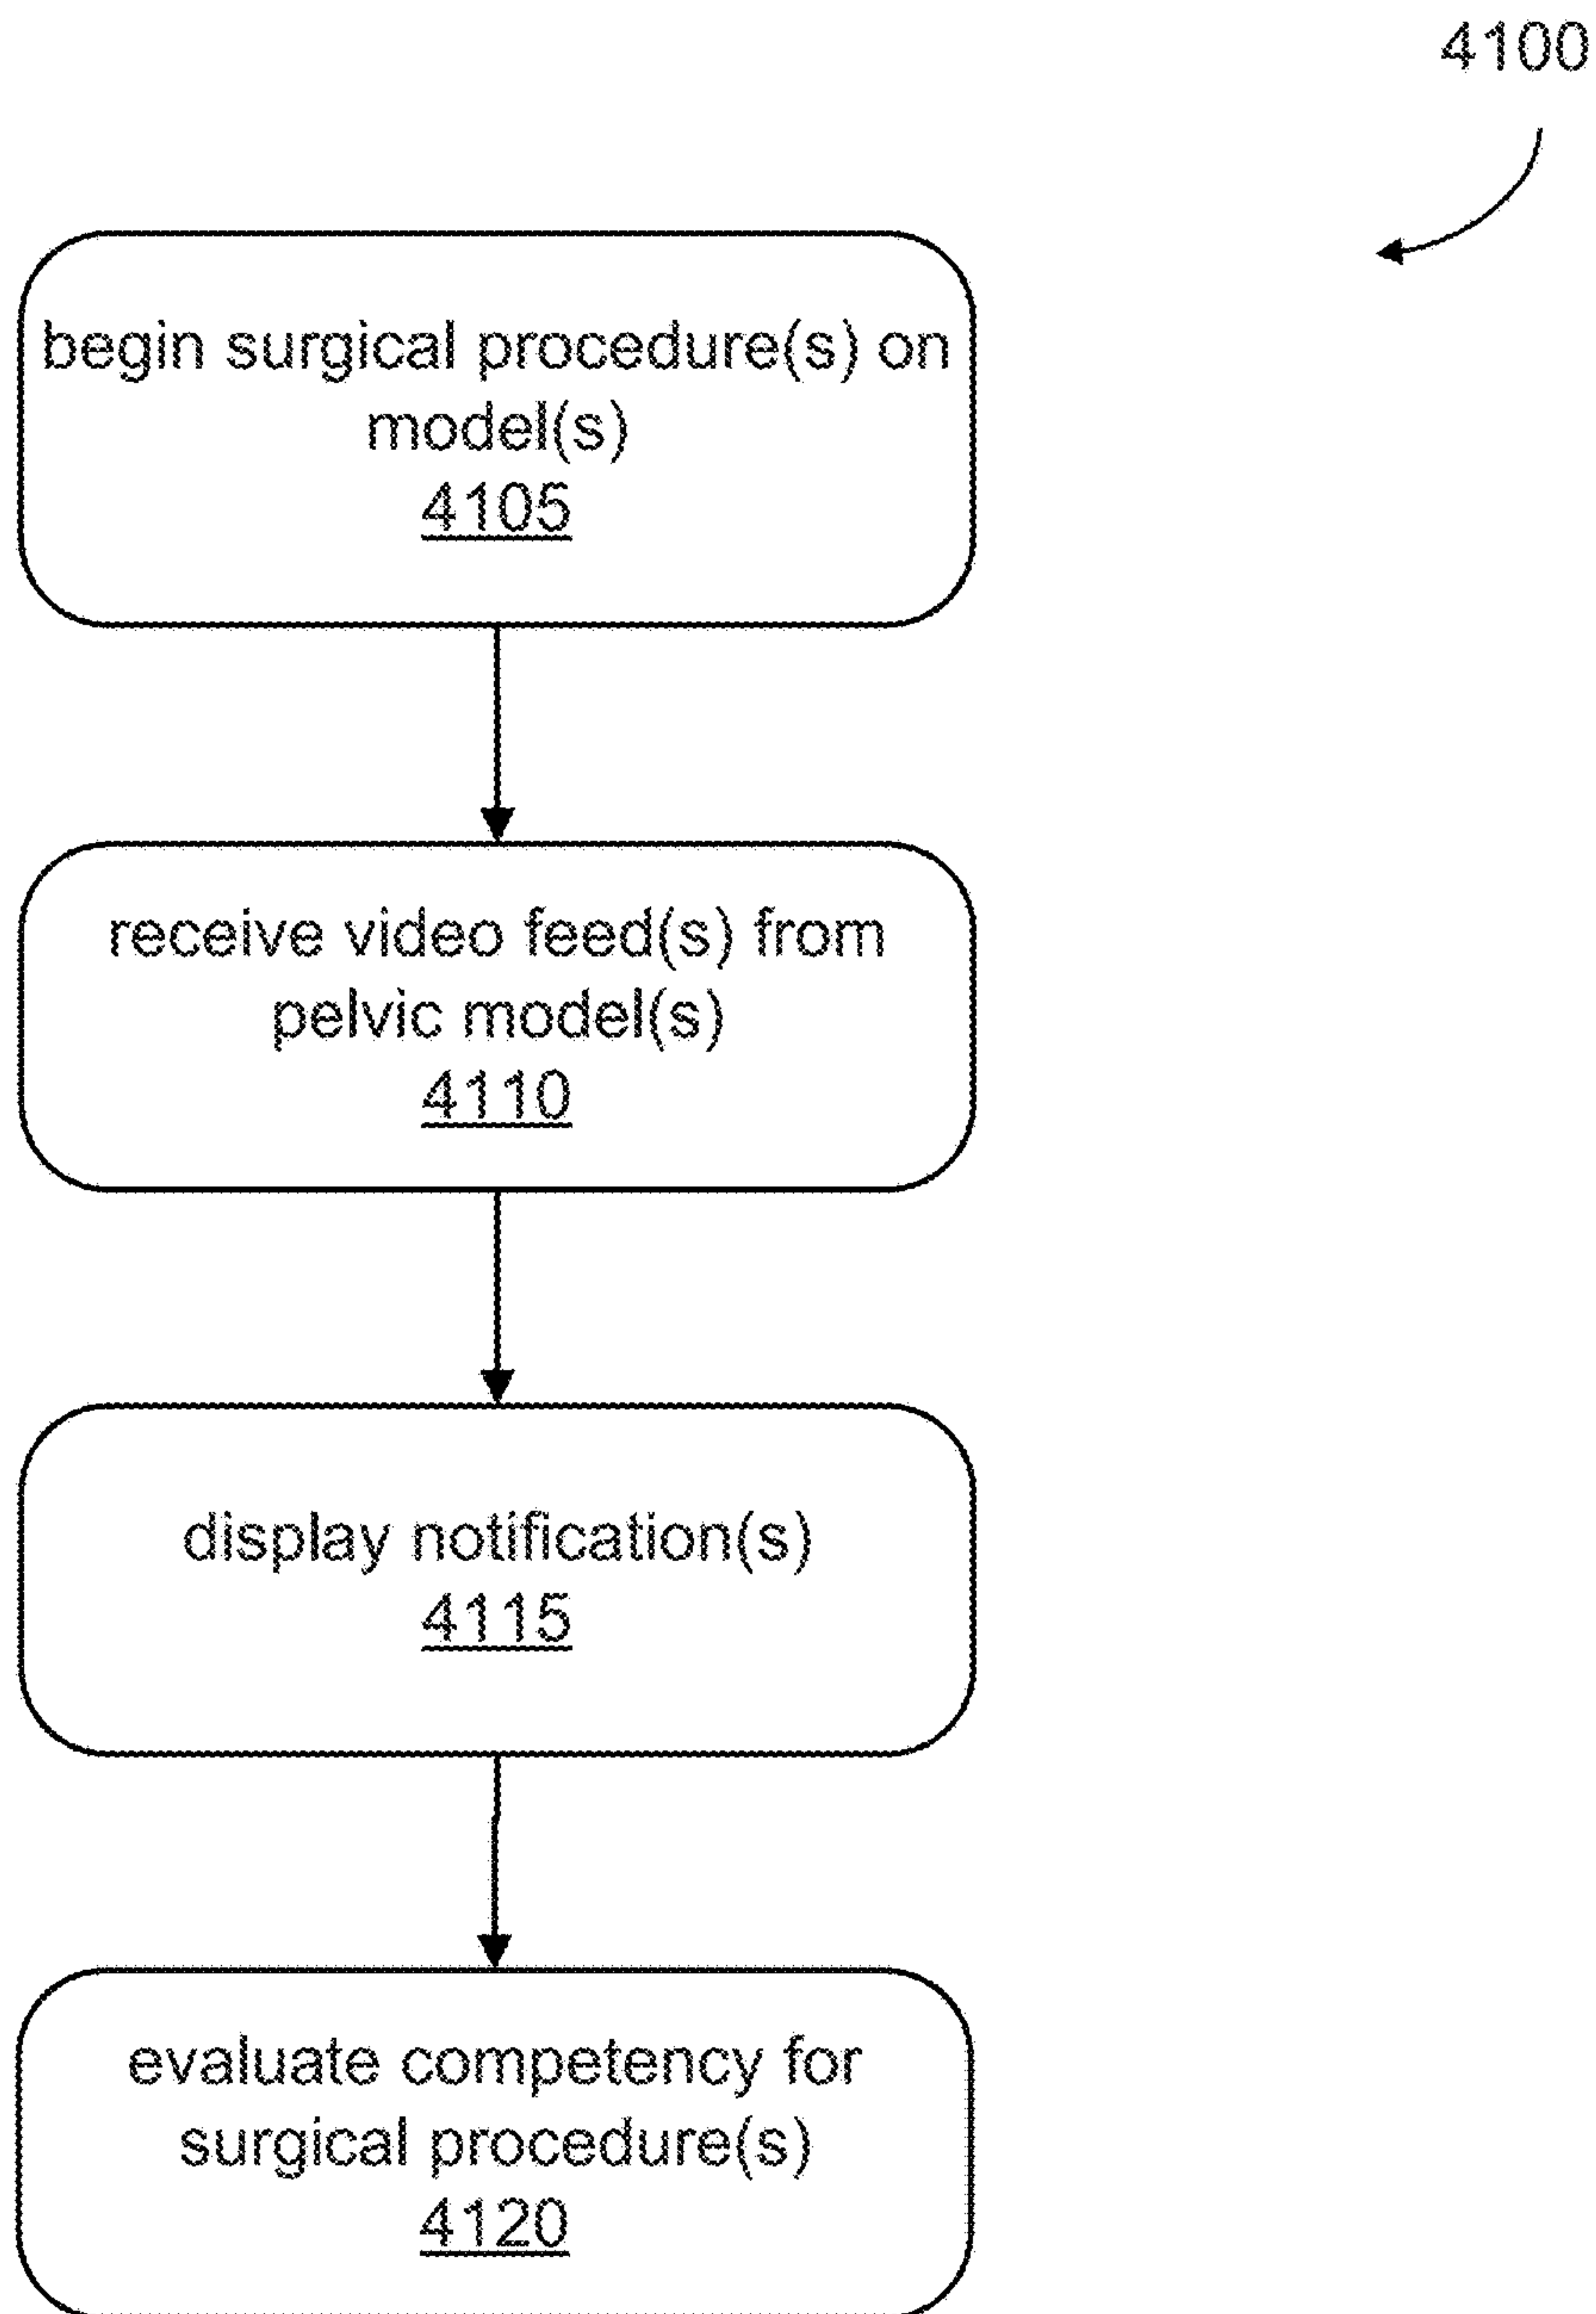 4100
begin surgical procedure(s) on
model(s)
4105
receive video feed(s) from
pelvic model(s)
4110
display notification(s)
4115
evaluate competency for
surgical procedure(s)
4120